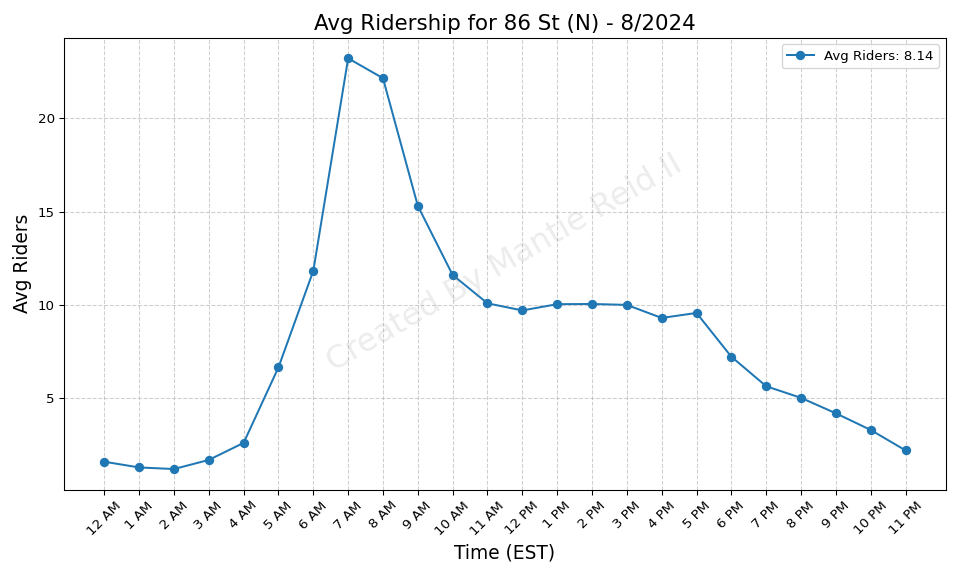 Avg Ridership for 86 St (N) - 8/2024
Avg Riders: 8.14
Avg Riders
20
15
10
5
Created By Mantie Reid II
12 AM
1 AM
2 AM
3 AM
4 AM
5 AM
6 AM
7 AM
8 AM
9 AM
10 AM
11 AM
12 PM
1 PM
2 PM
3 PM
4 PM
5 PM
6 PM
7 PM
8 PM
9 PM
10 PM
11 PM
Time (EST)